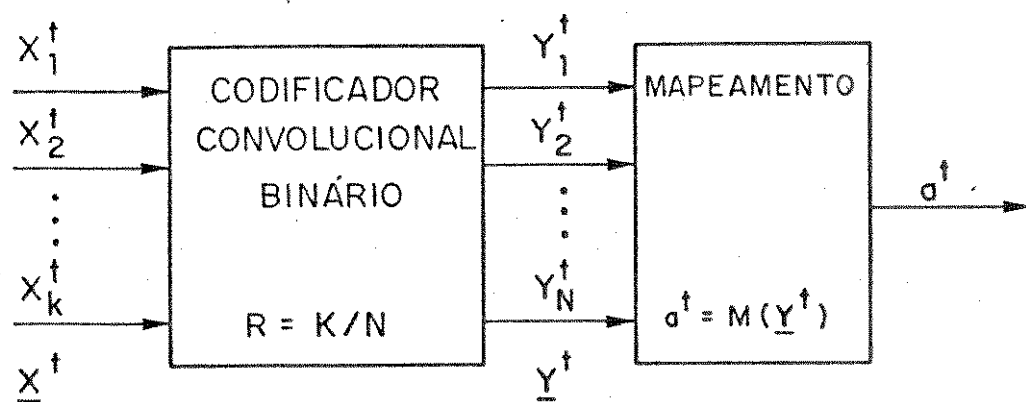 X₁ᵗ
X₂ᵗ
⋮
Xₖᵗ
X̲ᵗ
CODIFICADOR
CONVOLUCIONAL
BINÁRIO
R = K/N
Y₁ᵗ
Y₂ᵗ
⋮
Y_Nᵗ
Y̲ᵗ
MAPEAMENTO
aᵗ = M(Y̲ᵗ)
aᵗ